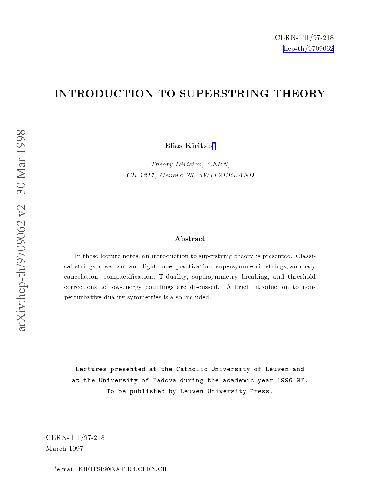 CERN-TH/97-218
hep-th/9709062
INTRODUCTION TO SUPERSTRING THEORY
Elias Kiritsis*
Theory Division, CERN,
CH-1211, Geneva 23, SWITZERLAND
Abstract
In these lecture notes, an introduction to superstring theory is presented. Classi-
cal strings, covariant and light-cone quantization, supersymmetric strings, anomaly
cancelation, compactification, T-duality, supersymmetry breaking, and threshold
corrections to low-energy couplings are discussed. A brief introduction to non-
perturbative duality symmetries is also included.
Lectures presented at the Catholic University of Leuven and
at the University of Padova during the academic year 1996-97.
To be published by Leuven University Press.
CERN-TH/97-218
March 1997
arXiv:hep-th/9709062v2 30 Mar 1998